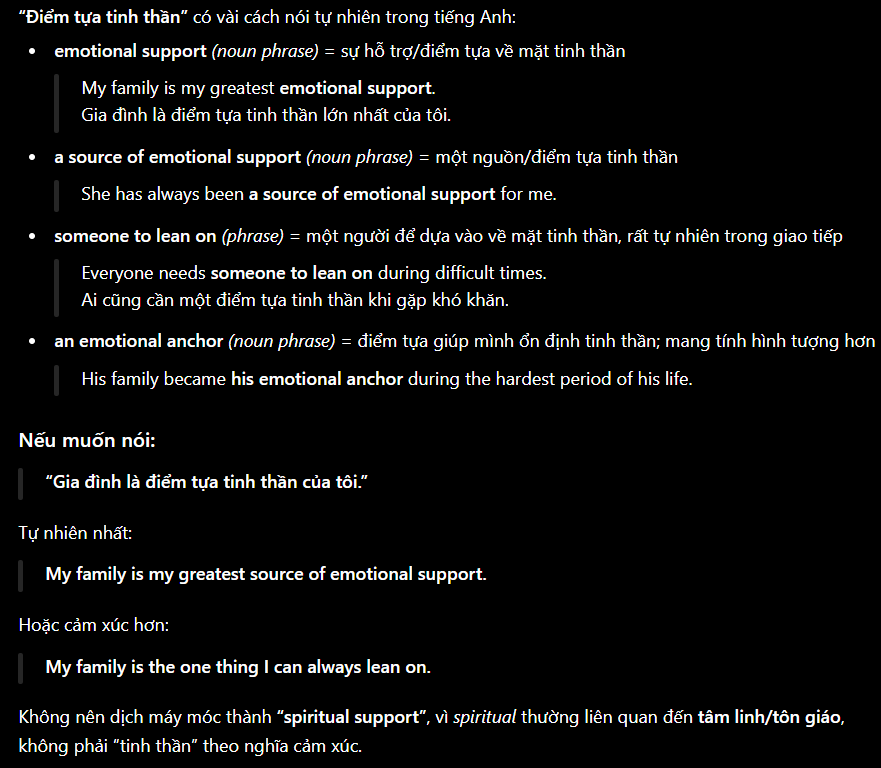 “Điểm tựa tinh thần” có vài cách nói tự nhiên trong tiếng Anh:
emotional support (noun phrase) = sự hỗ trợ/điểm tựa về mặt tinh thần
My family is my greatest emotional support.
Gia đình là điểm tựa tinh thần lớn nhất của tôi.
a source of emotional support (noun phrase) = một nguồn/điểm tựa tinh thần
She has always been a source of emotional support for me.
someone to lean on (phrase) = một người để dựa vào về mặt tinh thần, rất tự nhiên trong giao tiếp
Everyone needs someone to lean on during difficult times.
Ai cũng cần một điểm tựa tinh thần khi gặp khó khăn.
an emotional anchor (noun phrase) = điểm tựa giúp mình ổn định tinh thần; mang tính hình tượng hơn
His family became his emotional anchor during the hardest period of his life.
Nếu muốn nói:
“Gia đình là điểm tựa tinh thần của tôi.”
Tự nhiên nhất:
My family is my greatest source of emotional support.
Hoặc cảm xúc hơn:
My family is the one thing I can always lean on.
Không nên dịch máy móc thành “spiritual support”, vì spiritual thường liên quan đến tâm linh/tôn giáo,
không phải “tinh thần” theo nghĩa cảm xúc.